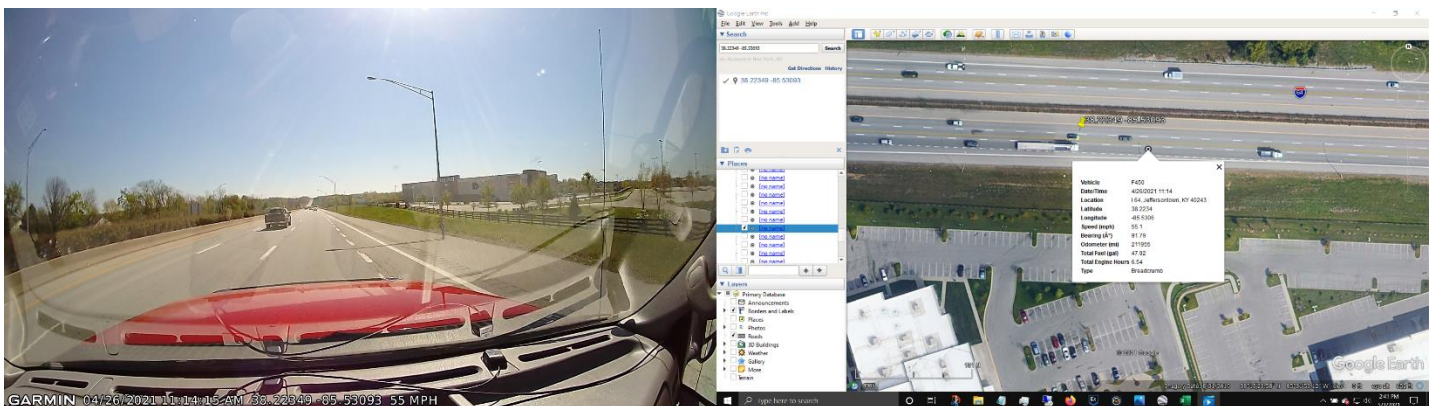 GARMIN 04/26/2021 11:14:15 AM 38.22349 -85.53093 55 MPH
Google Earth Pro
File Edit View Tools Add Help
Search
38.22349 -85.53093 Search
Get Directions History
38.22349 -85.53093
Places
[no name]
[no name]
[no name]
[no name]
[no name]
[no name]
[no name]
[no name]
[no name]
[no name]
Layers
Primary Database
Announcements
Borders and Labels
Places
Photos
Roads
3D Buildings
Weather
Gallery
More
Terrain
38.22349 -85.53093
Vehicle F450
Date/Time 4/26/2021 11:14
Location I 64, Jeffersontown, KY 40243
Latitude 38.2234
Longitude -85.5306
Speed (mph) 55.1
Bearing (Â°) 81.78
Odometer (mi) 211955
Total Fuel (gal) 47.92
Total Engine Hours 6.54
Type Breadcrumb
Google Earth
Type here to search
2:41 PM